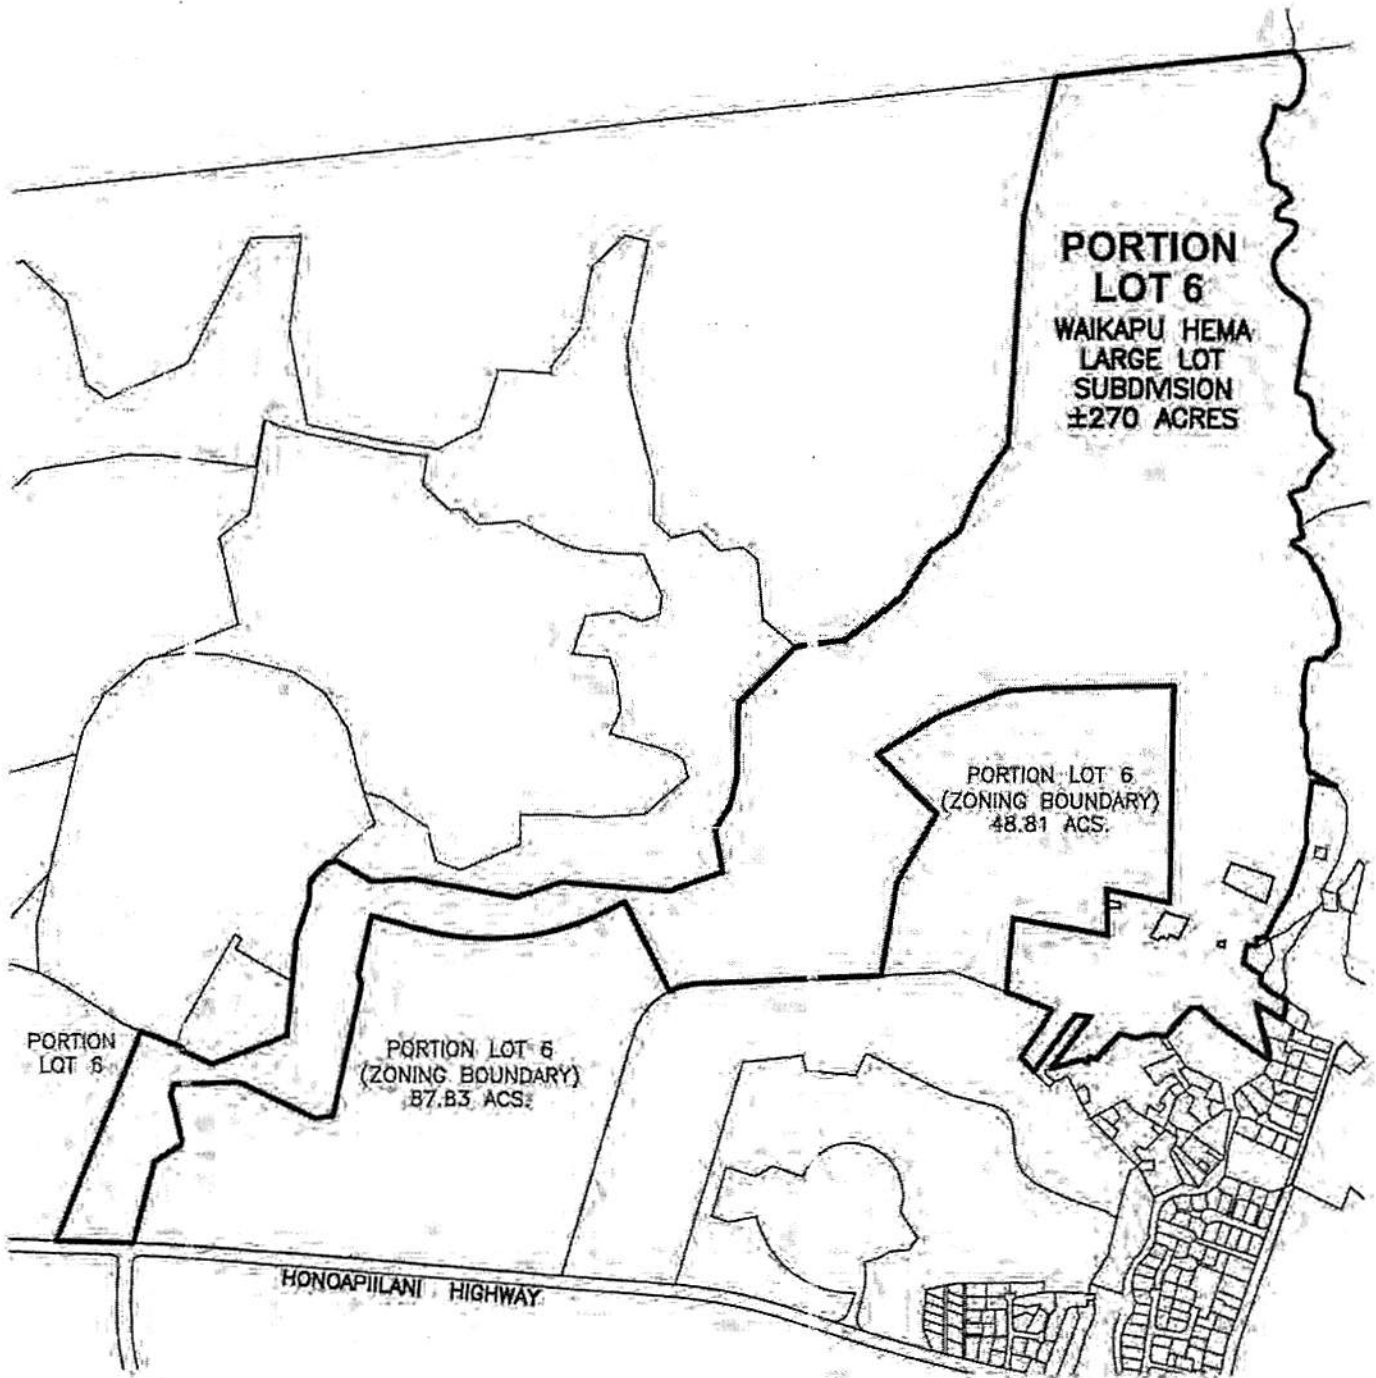 PORTION
LOT 6
WAIKAPU HEMA
LARGE LOT
SUBDIVISION
±270 ACRES
PORTION LOT 6
(ZONING BOUNDARY)
48.81 ACS.
PORTION
LOT 6
PORTION LOT 6
(ZONING BOUNDARY)
87.83 ACS.
HONOAPIILANI HIGHWAY